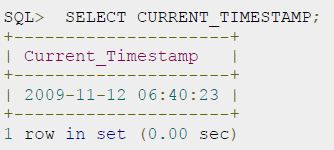 SQL>  SELECT CURRENT_TIMESTAMP;
+---------------------+
| Current_Timestamp   |
+---------------------+
| 2009-11-12 06:40:23 |
+---------------------+
1 row in set (0.00 sec)